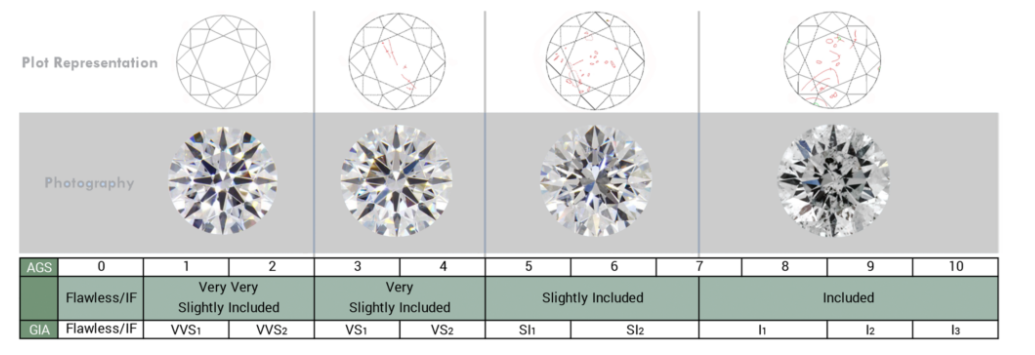 Plot Representation
Photography
AGS 0 1 2 3 4 5 6 7 8 9 10
Flawless/IF Very Very Slightly Included Very Slightly Included Slightly Included Included
GIA Flawless/IF VVS1 VVS2 VS1 VS2 SI1 SI2 I1 I2 I3